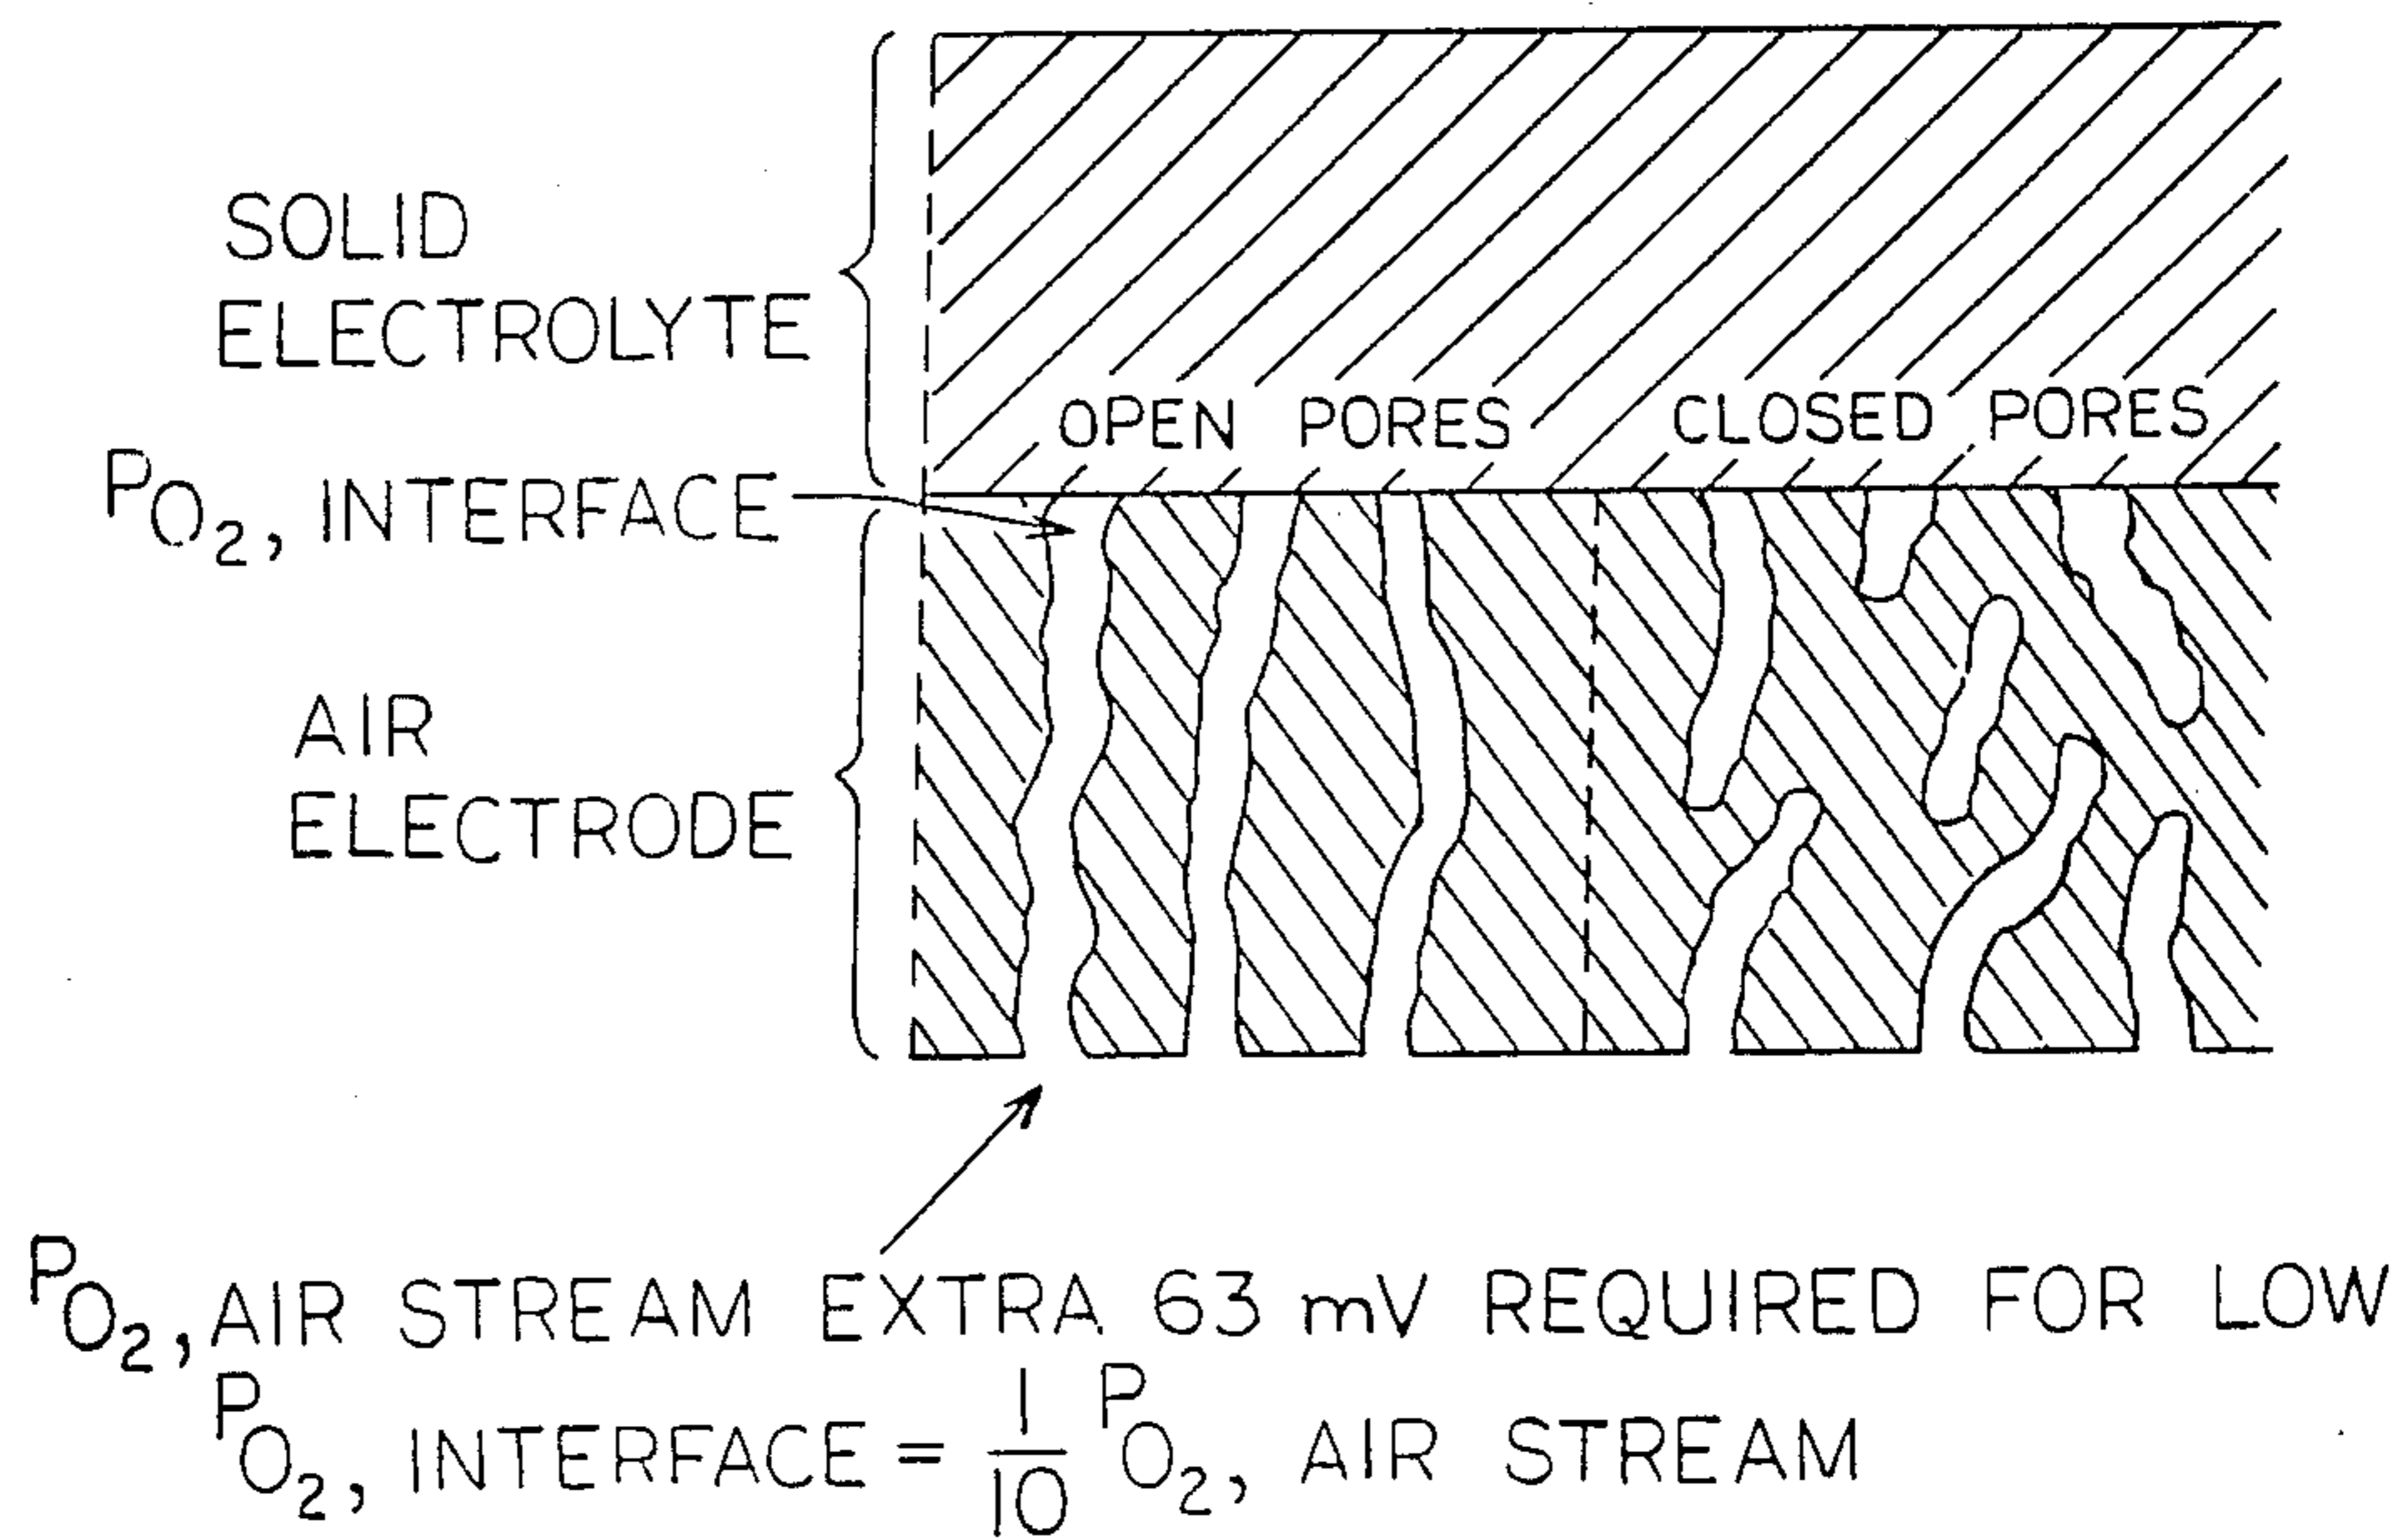 SOLID
ELECTROLYTE
OPEN PORES
CLOSED PORES
PO2, INTERFACE
AIR
ELECTRODE
PO2, AIR STREAM EXTRA 63 mV REQUIRED FOR LOW
PO2, INTERFACE = 1/10 PO2, AIR STREAM